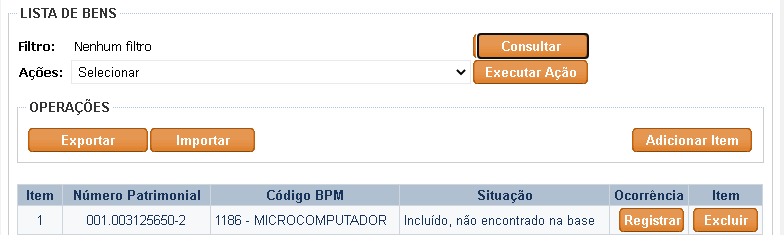 LISTA DE BENS
Filtro: Nenhum filtro Consultar
Ações: Selecionar Executar Ação
OPERAÇÕES
Exportar Importar Adicionar Item
Item Número Patrimonial Código BPM Situação Ocorrência Item
1 001.003125650-2 1186 - MICROCOMPUTADOR Incluído, não encontrado na base Registrar Excluir